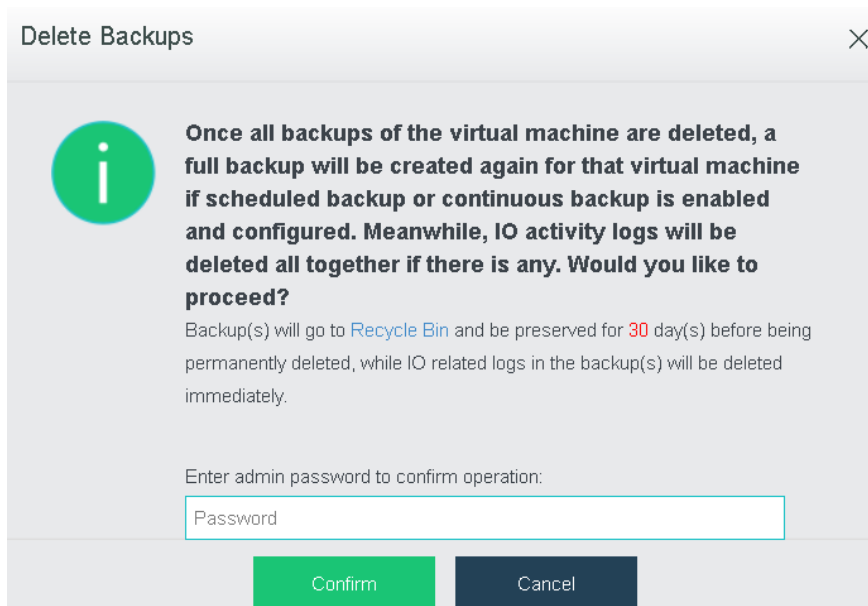 Delete Backups
Once all backups of the virtual machine are deleted, a
full backup will be created again for that virtual machine
if scheduled backup or continuous backup is enabled
and configured. Meanwhile, IO activity logs will be
deleted all together if there is any. Would you like to
proceed?
Backup(s) will go to Recycle Bin and be preserved for 30 day(s) before being
permanently deleted, while IO related logs in the backup(s) will be deleted
immediately.
Enter admin password to confirm operation:
Password
Confirm Cancel